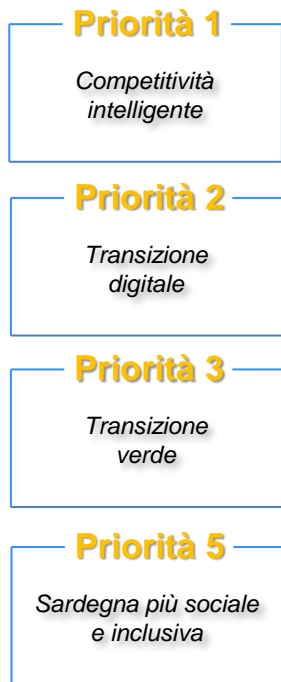 Priorità 1
Competitività
intelligente
Priorità 2
Transizione
digitale
Priorità 3
Transizione
verde
Priorità 5
Sardegna più sociale
e inclusiva